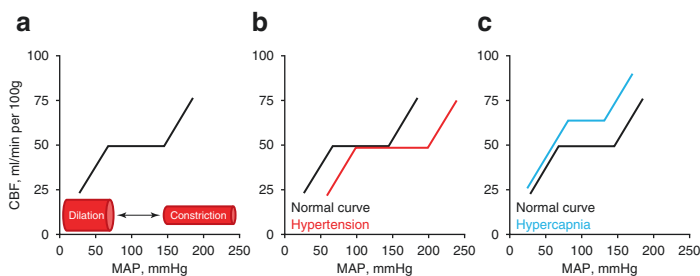 a
b
c
CBF, ml/min per 100g
100
75
50
25
0
Dilation
Constriction
0
50
100
150
200
250
MAP, mmHg
100
75
50
25
0
Normal curve
Hypertension
0
50
100
150
200
250
MAP, mmHg
100
75
50
25
0
Normal curve
Hypercapnia
0
50
100
150
200
250
MAP, mmHg